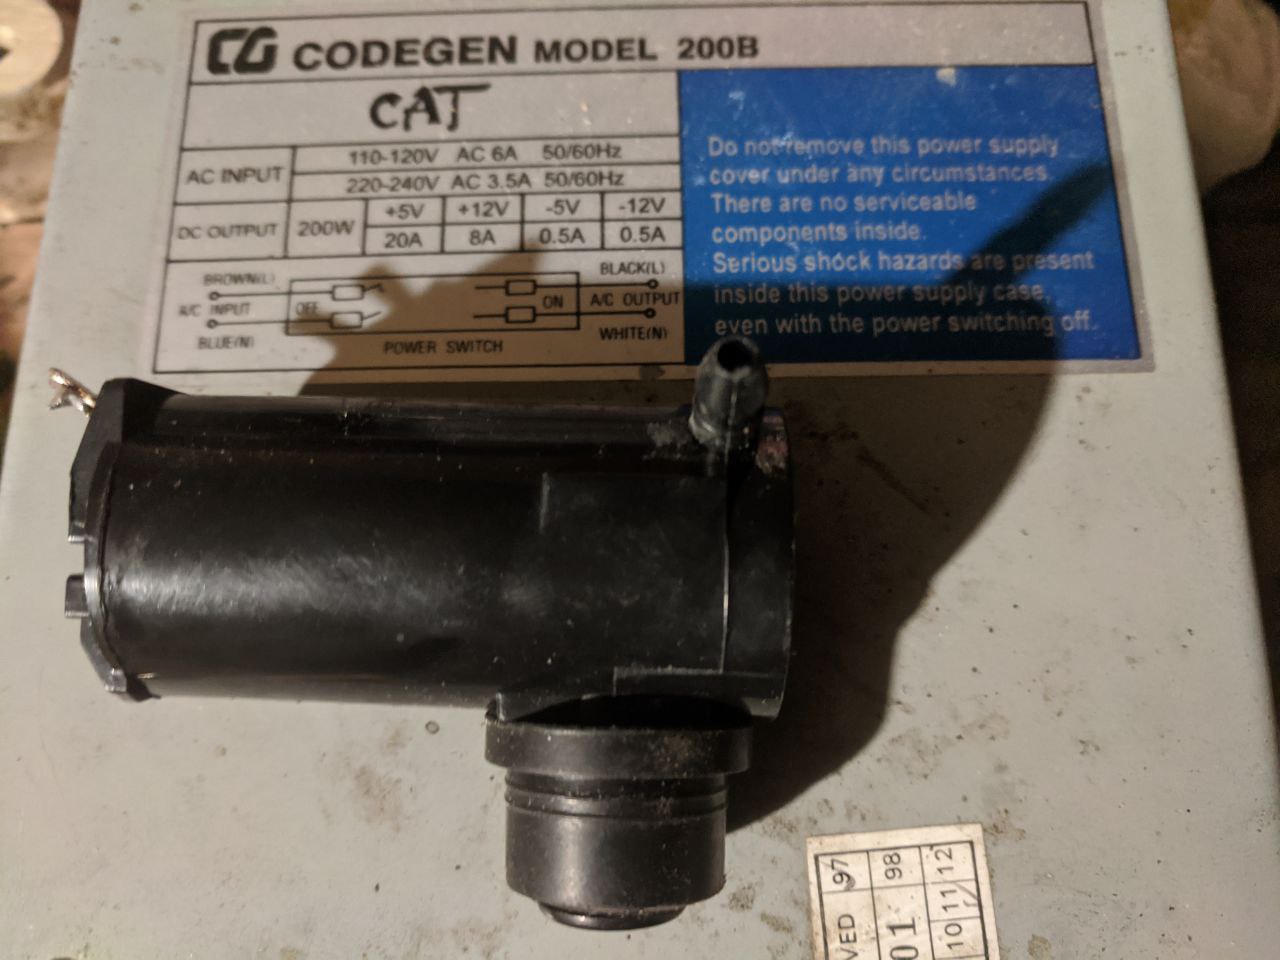 CG CODEGEN MODEL 200B
CAT
AC INPUT
110-120V AC 6A 50/60Hz
220-240V AC 3.5A 50/60Hz
DC OUTPUT 200W
+5V +12V -5V -12V
20A 8A 0.5A 0.5A
BROWN(L) BLACK(L)
A/C INPUT OFF ON A/C OUTPUT
BLUE(N) WHITE(N)
POWER SWITCH
Do not remove this power supply
cover under any circumstances.
There are no serviceable
components inside.
Serious shock hazards are present
inside this power supply case,
even with the power switching off.
VED 97
01 98
10 11 12